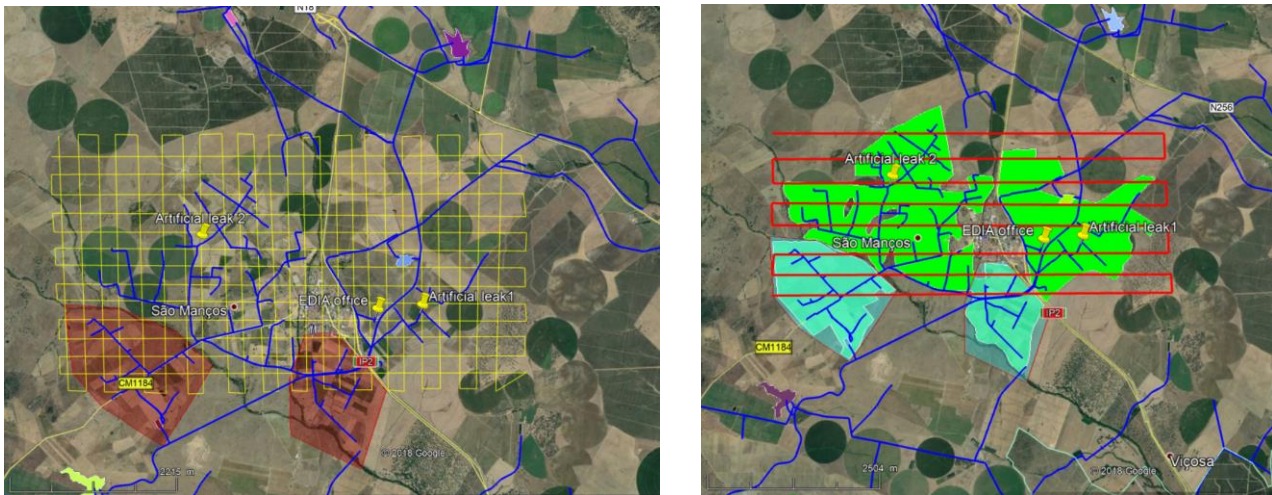 N18
Artificial leak 2
EDIA office
Artificial leak1
São Manços
IP2
CM1184
© 2018 Google
2215 m
N256
Artificial leak 2
EDIA office
Artificial leak1
São Manços
IP2
CM1184
2504 m
© 2018 Google
Viçosa